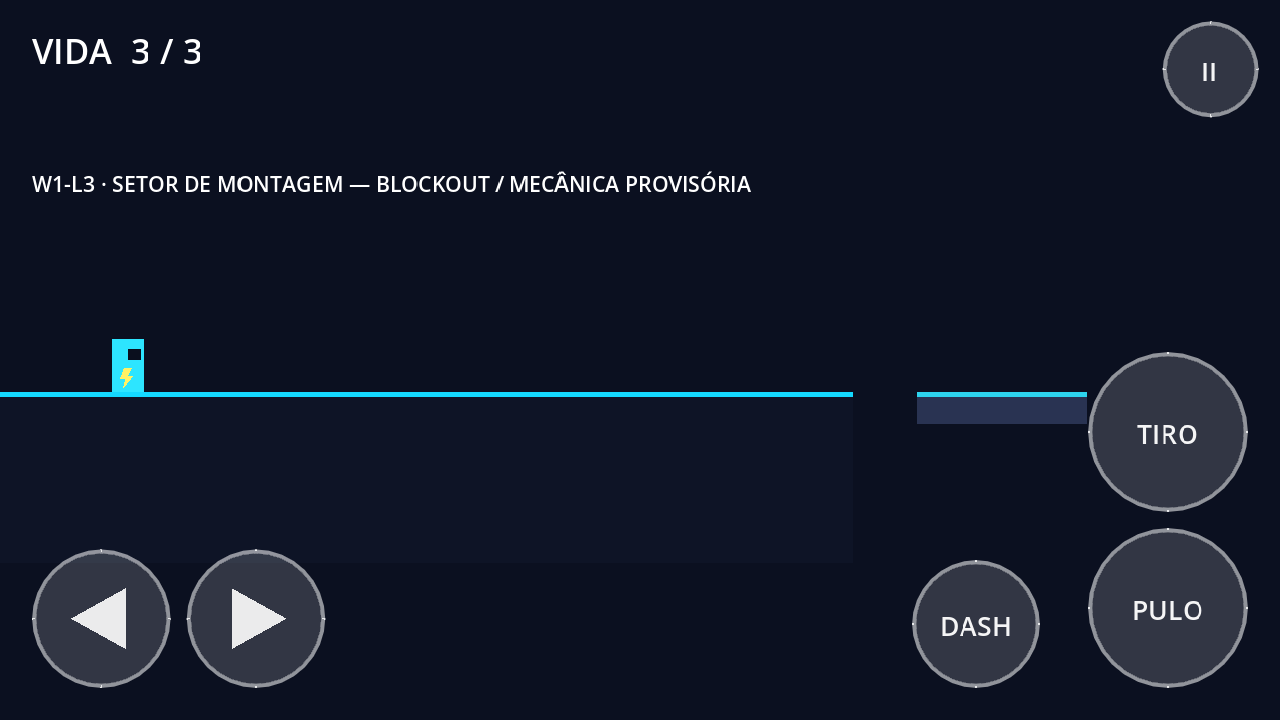 VIDA 3 / 3
II
W1-L3 · SETOR DE MONTAGEM — BLOCKOUT / MECÂNICA PROVISÓRIA
TIRO
DASH
PULO